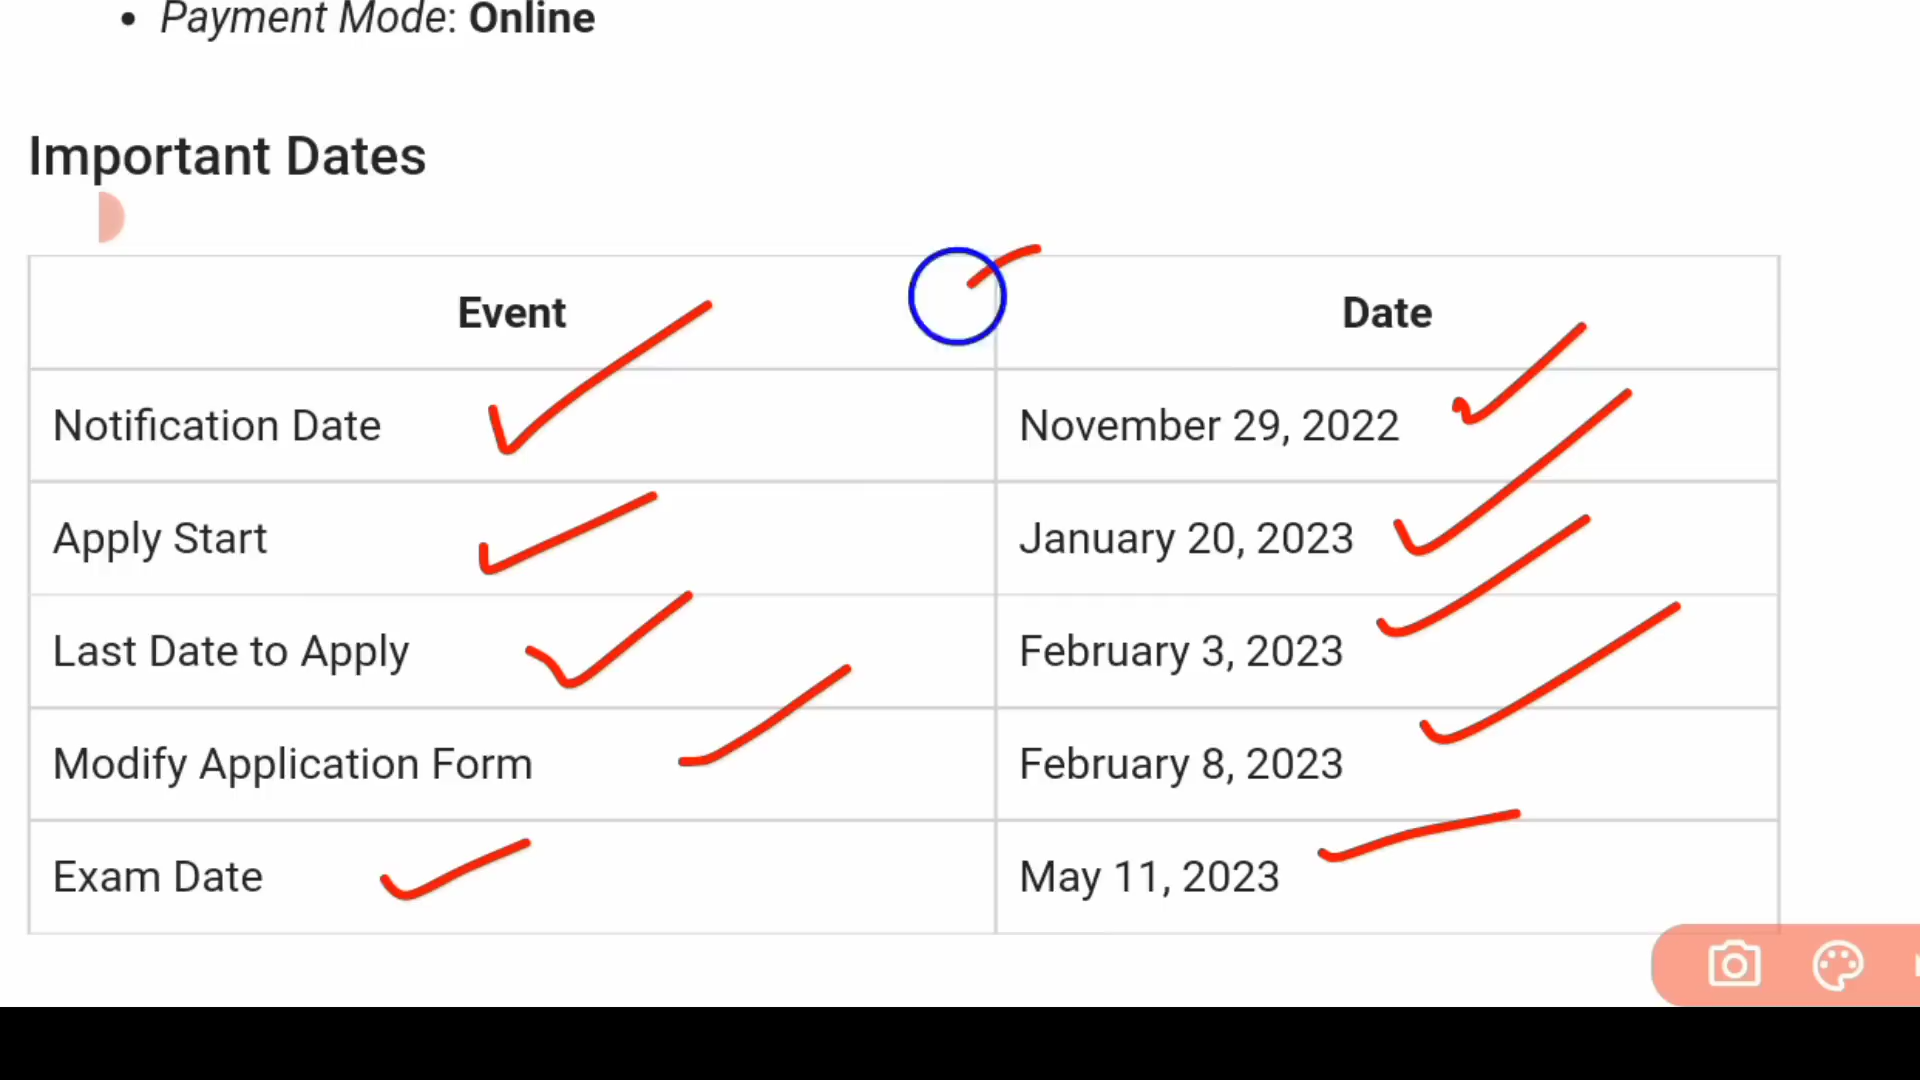 • Payment Mode: Online
Important Dates
Event Date
Notification Date November 29, 2022
Apply Start January 20, 2023
Last Date to Apply February 3, 2023
Modify Application Form February 8, 2023
Exam Date May 11, 2023